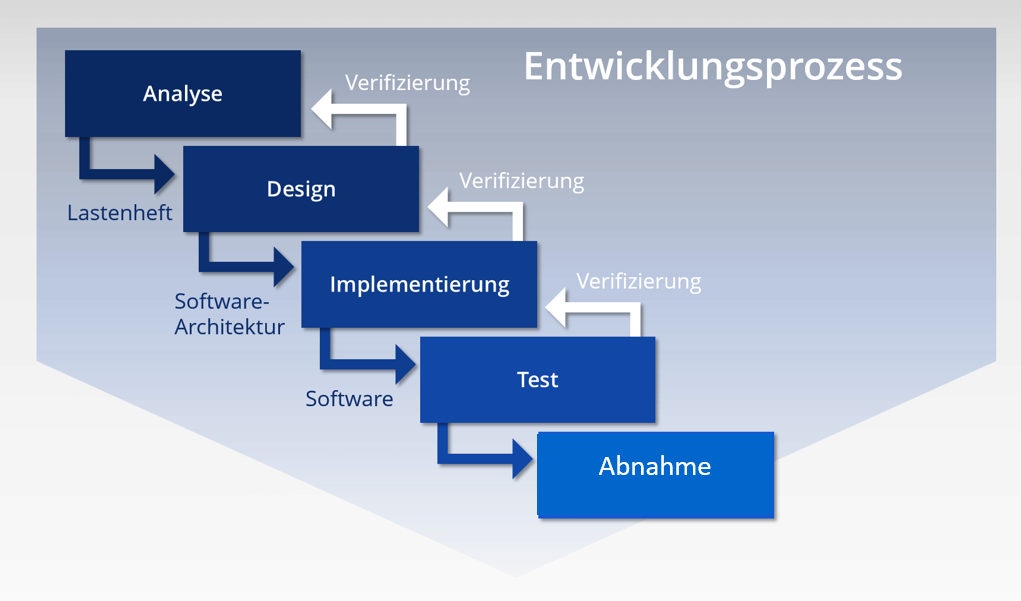 Entwicklungsprozess
Analyse
Verifizierung
Lastenheft
Design
Verifizierung
Software-
Architektur
Implementierung
Verifizierung
Software
Test
Abnahme